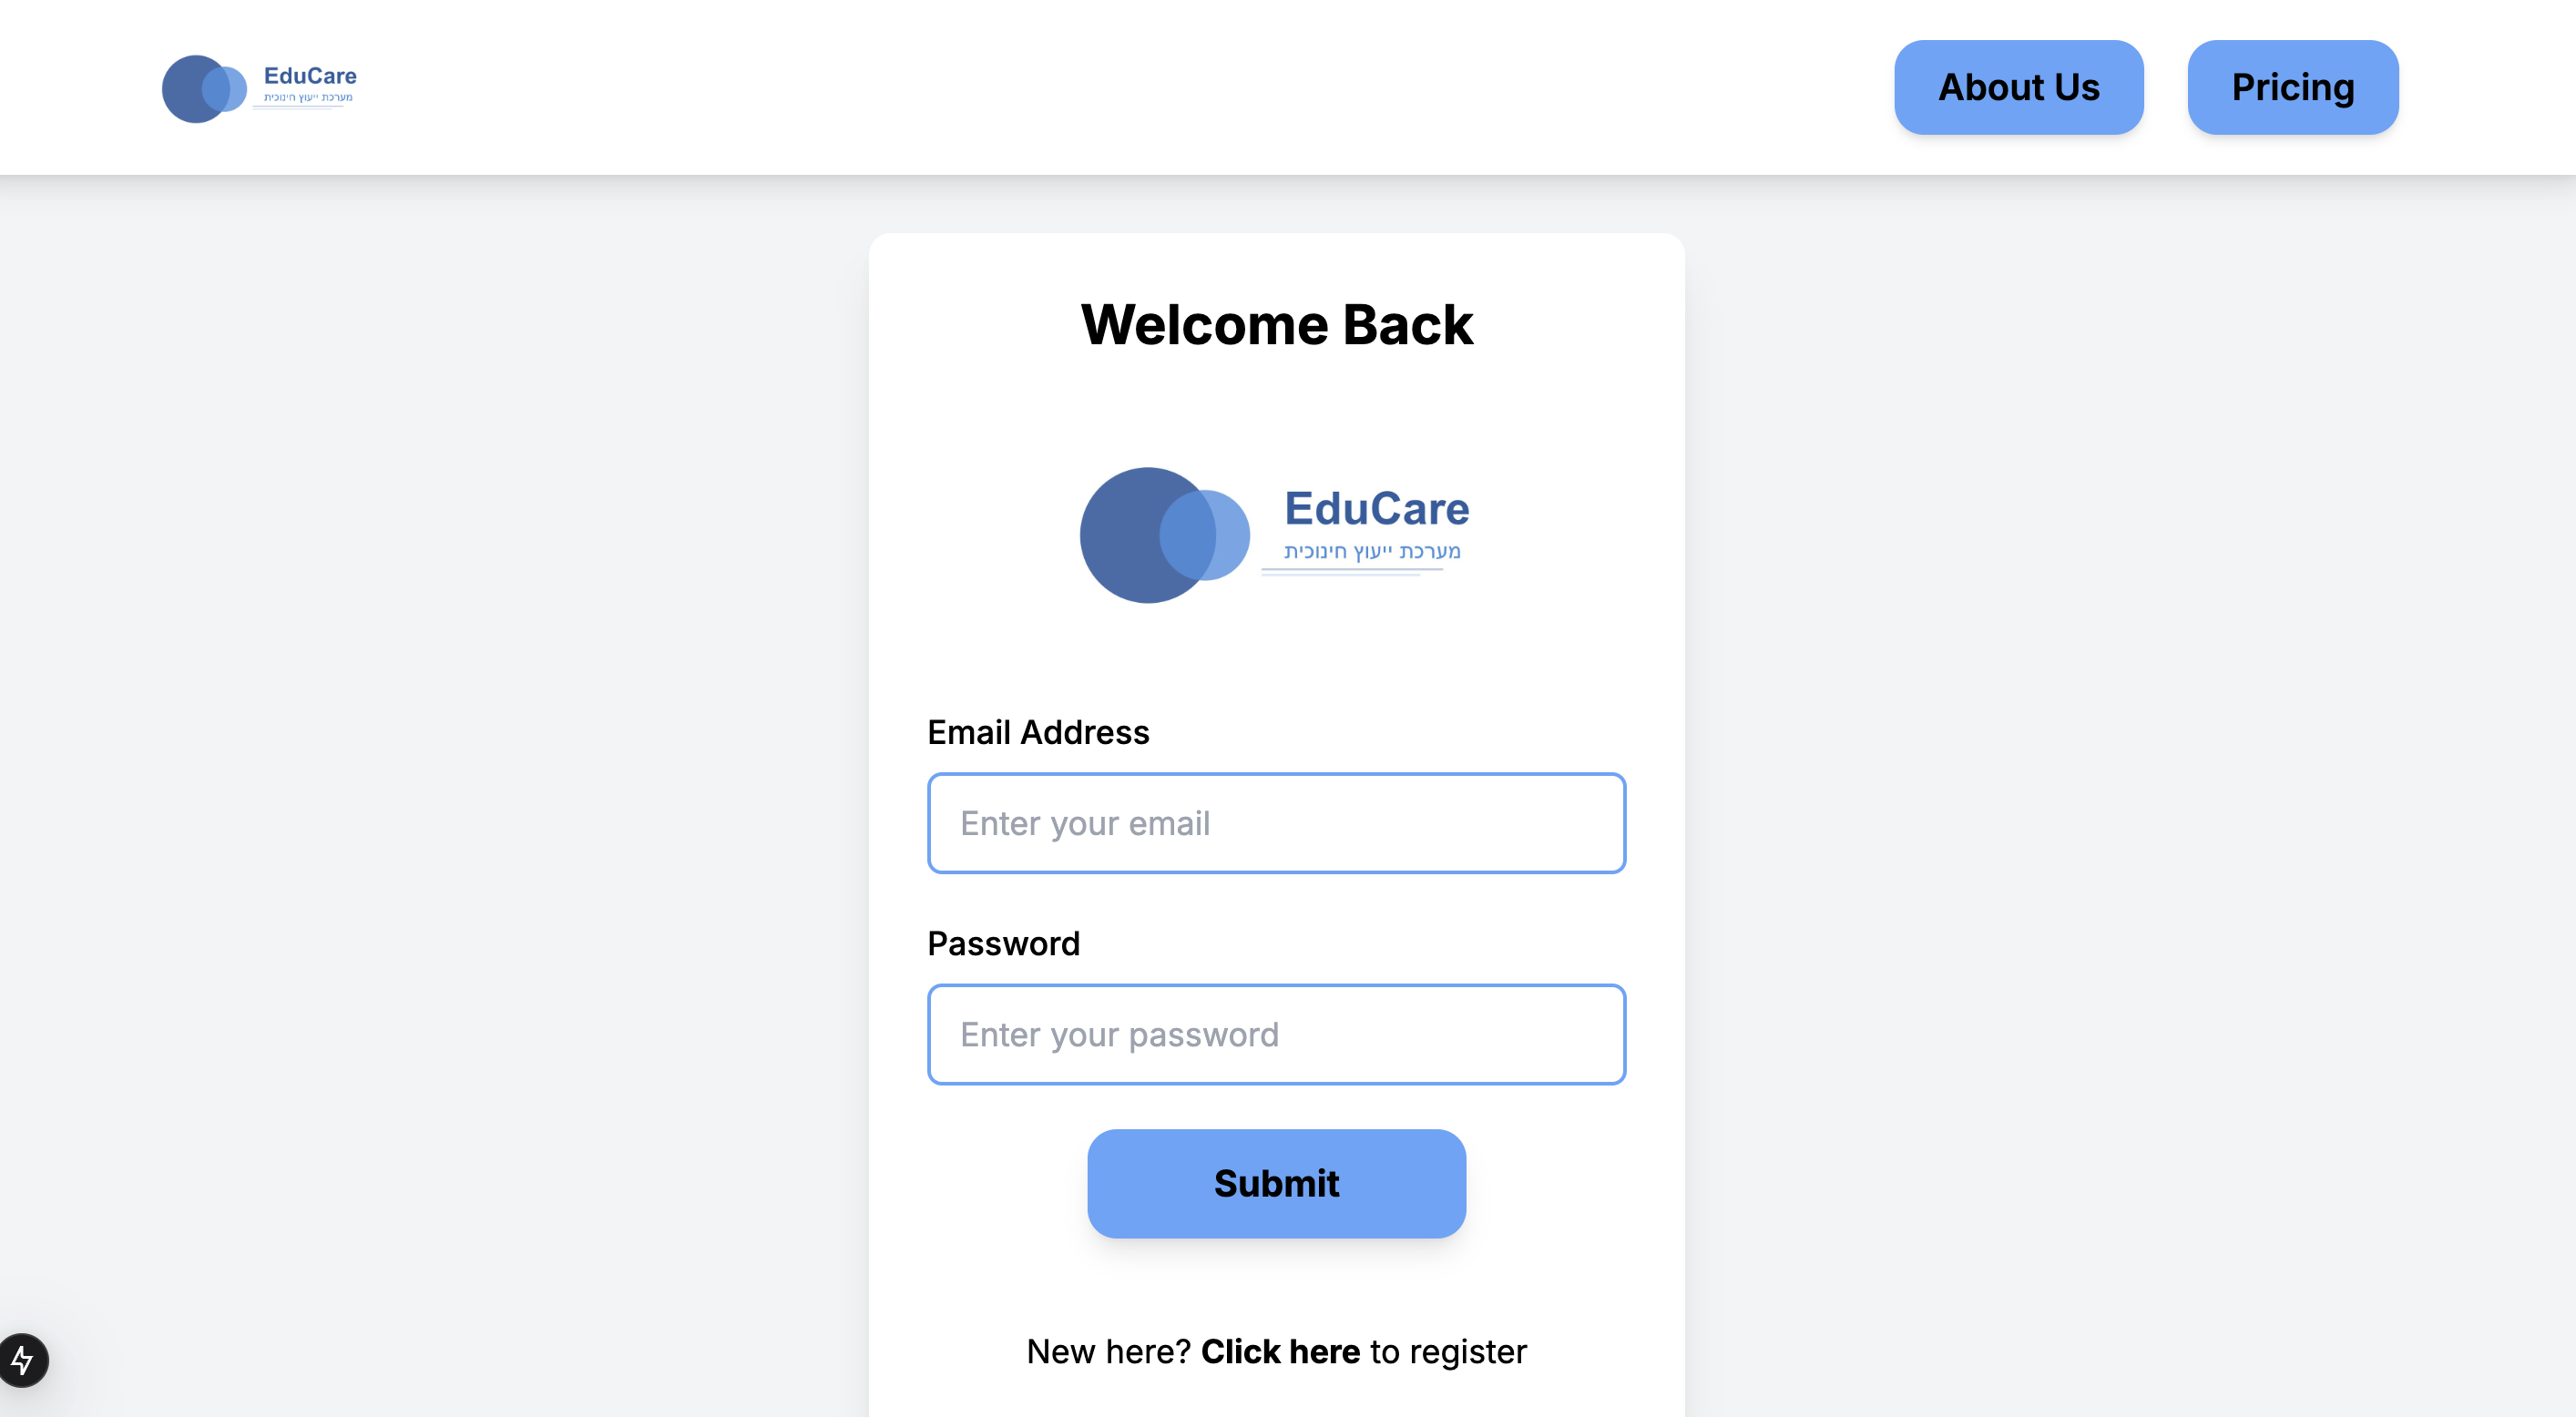 EduCare
מערכת ייעוץ חינוכית
About Us
Pricing
Welcome Back
EduCare
מערכת ייעוץ חינוכית
Email Address
Enter your email
Password
Enter your password
Submit
New here? Click here to register